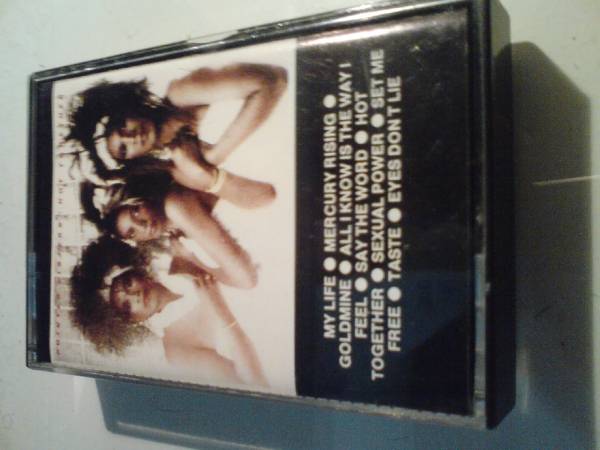 MY LIFE ● MERCURY RISING ●
GOLDMINE ● ALL I KNOW IS THE WAY I
FEEL ● SAY THE WORD ● HOT
TOGETHER ● SEXUAL POWER ● SET ME
FREE ● TASTE ● EYES DON'T LIE